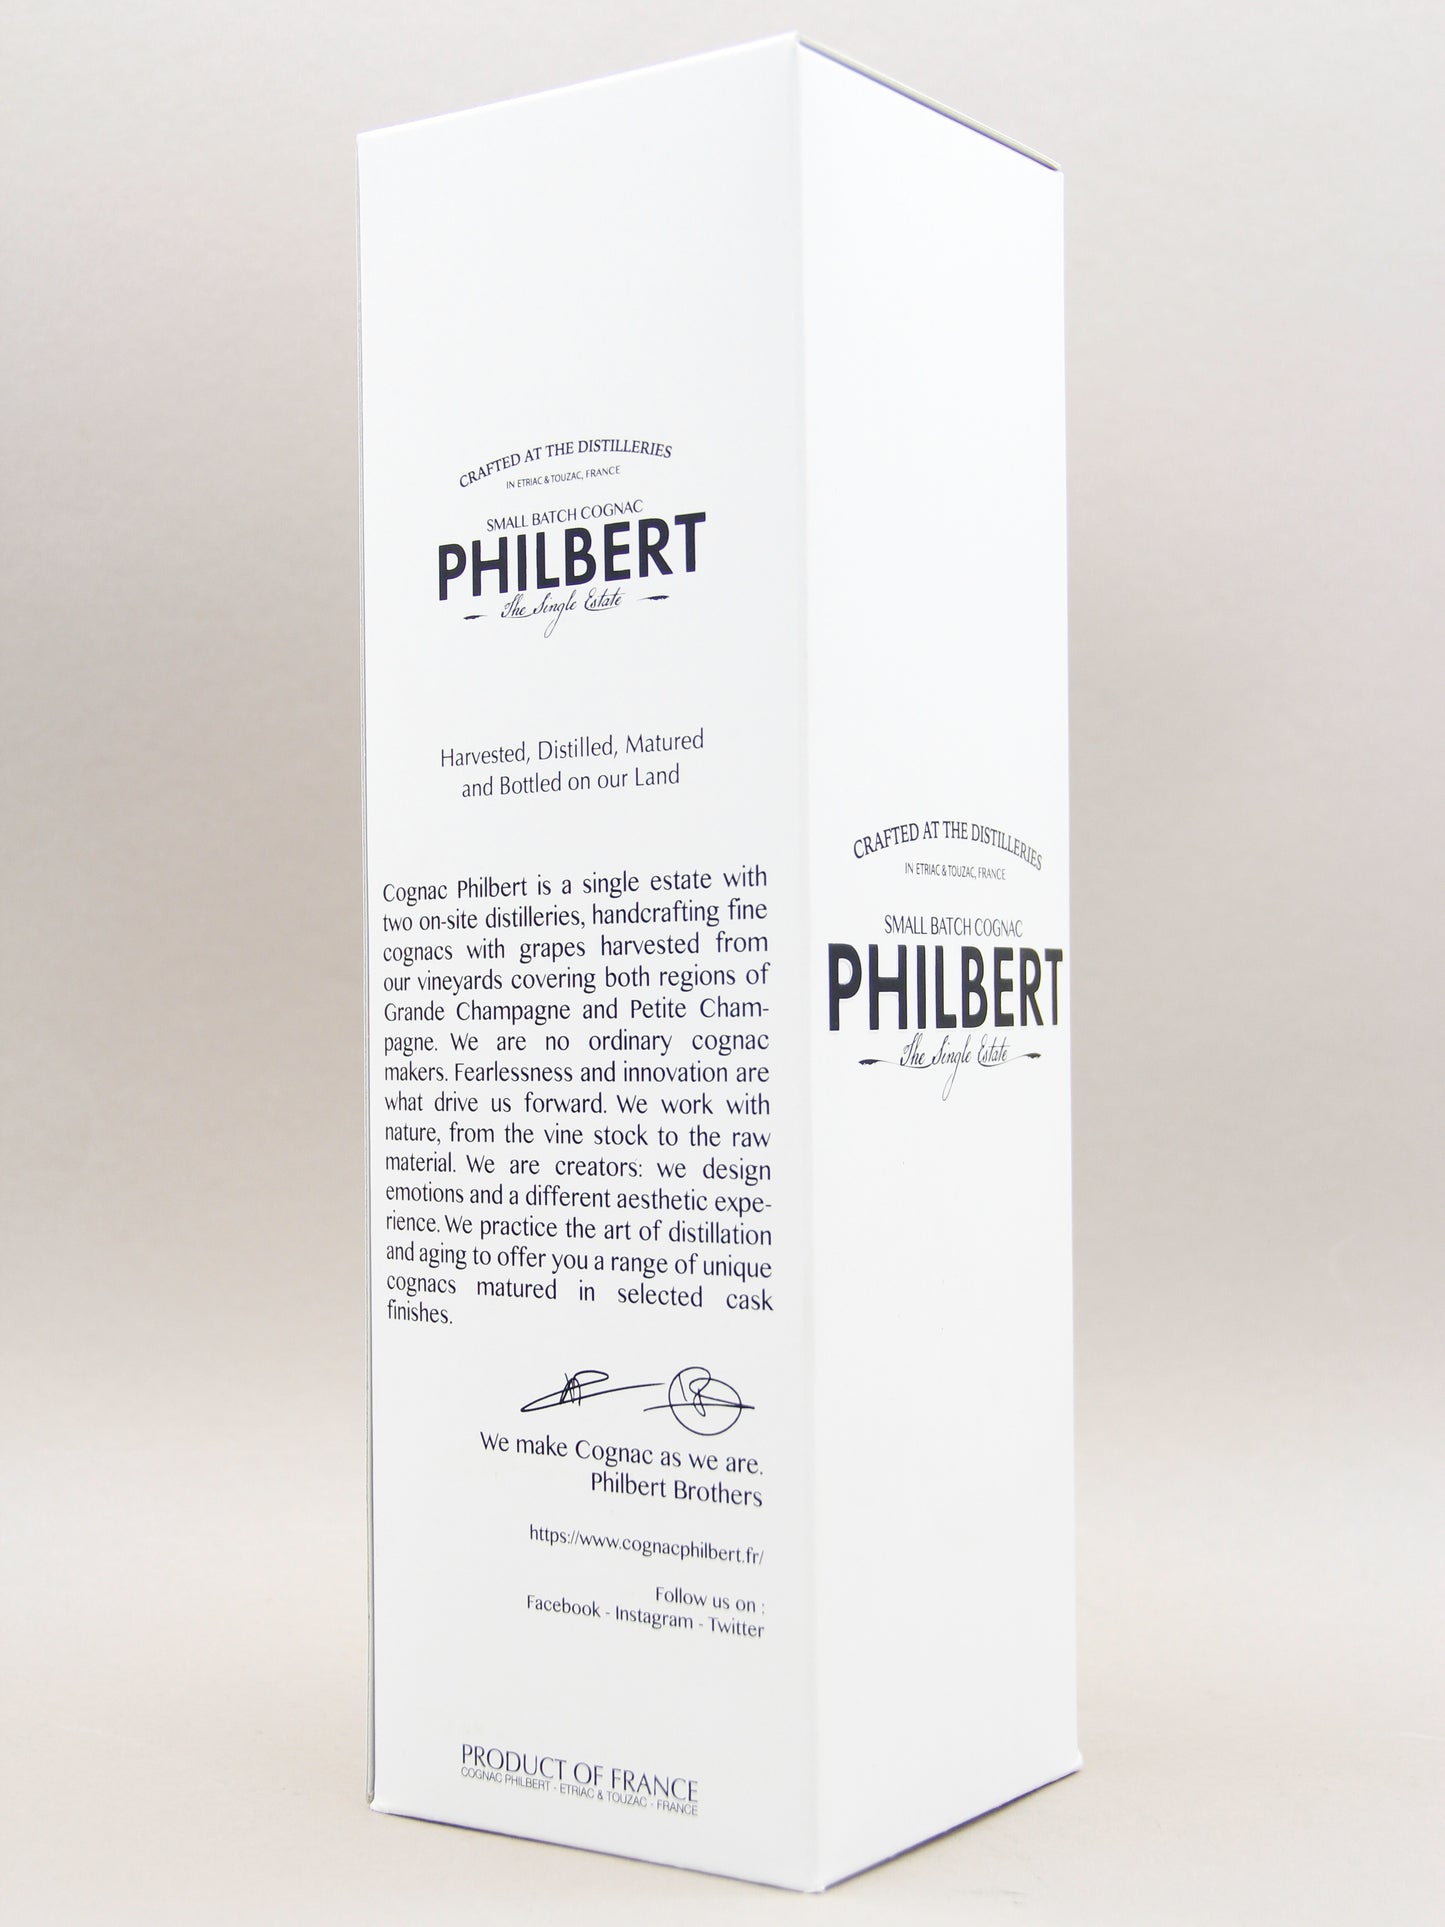 CRAFTED AT THE DISTILLERIES
IN ETRIAC & TOUZAC, FRANCE
SMALL BATCH COGNAC
PHILBERT
The Single Estate
Harvested, Distilled, Matured
and Bottled on our Land
Cognac Philbert is a single estate with
two on-site distilleries, handcrafting fine
cognacs with grapes harvested from
our vineyards covering both regions of
Grande Champagne and Petite Cham-
pagne. We are no ordinary cognac
makers. Fearlessness and innovation are
what drive us forward. We work with
nature, from the vine stock to the raw
material. We are creators: we design
emotions and a different aesthetic expe-
rience. We practice the art of distillation
and aging to offer you a range of unique
cognacs matured in selected cask
finishes.
We make Cognac as we are.
Philbert Brothers
https://www.cognacphilbert.fr/
Follow us on :
Facebook - Instagram - Twitter
PRODUCT OF FRANCE
COGNAC PHILBERT - ETRIAC & TOUZAC - FRANCE
CRAFTED AT THE DISTILLERIES
IN ETRIAC & TOUZAC, FRANCE
SMALL BATCH COGNAC
PHILBERT
The Single Estate